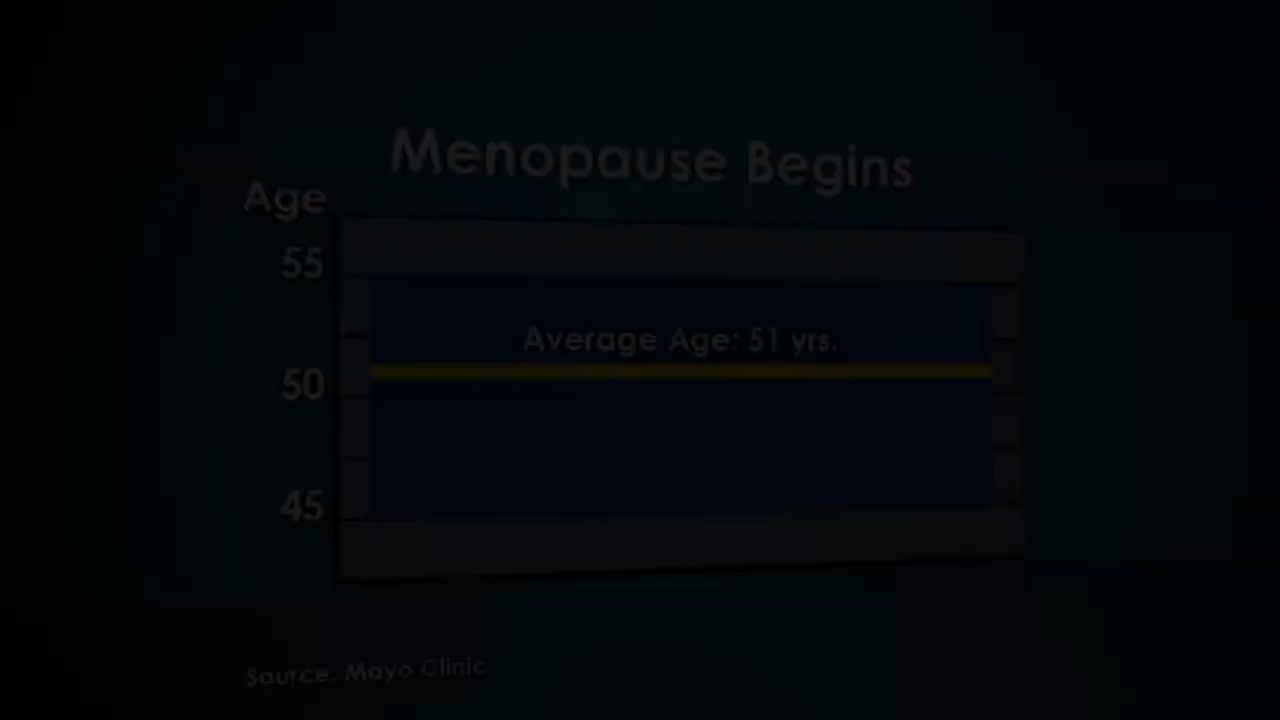 Menopause Begins
Age
55
Average Age: 51 yrs.
50
45
Source. Mayo Clinic